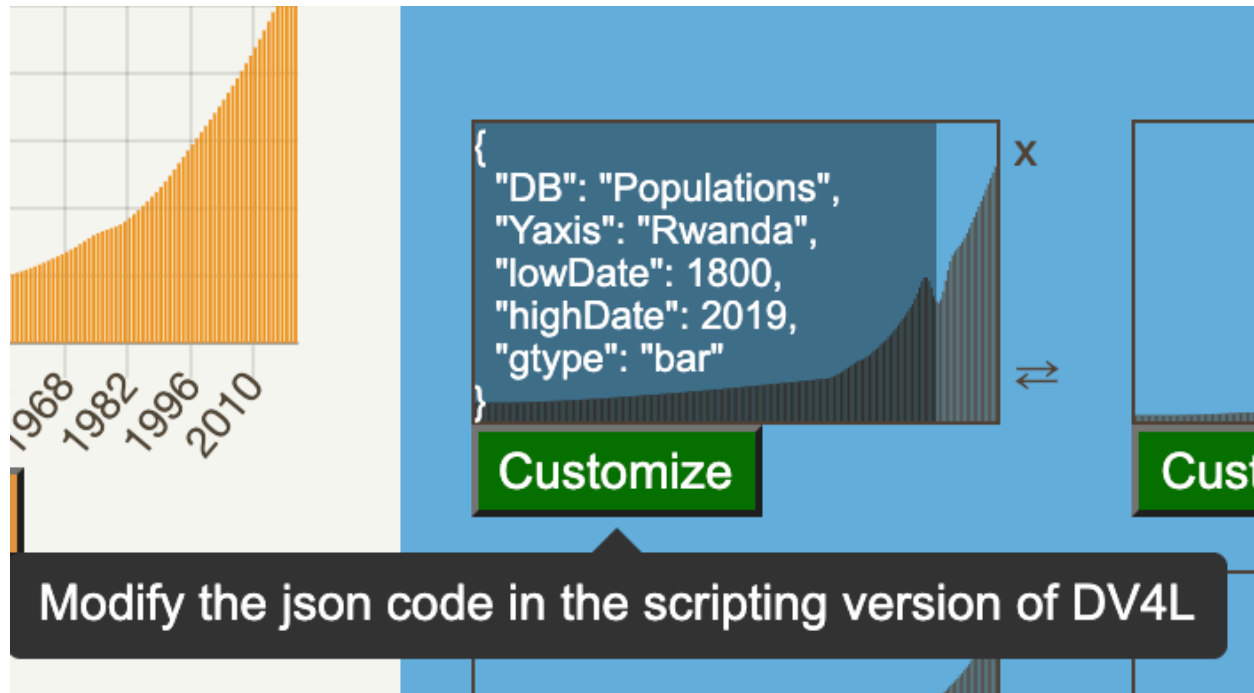 1968
1982
1996
2010
{
"DB": "Populations",
"Yaxis": "Rwanda",
"lowDate": 1800,
"highDate": 2019,
"gtype": "bar"
}
x
⇄
Customize
Cust
Modify the json code in the scripting version of DV4L